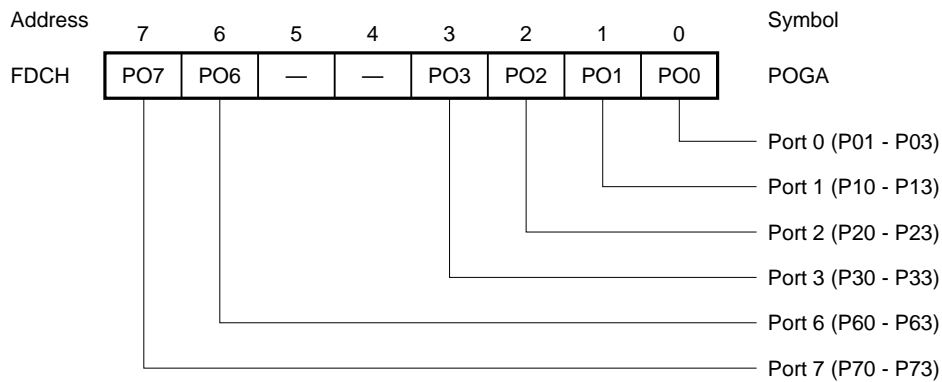 Address Symbol
7 6 5 4 3 2 1 0
FDCH PO7 PO6 — — PO3 PO2 PO1 PO0 POGA
Port 0 (P01 - P03)
Port 1 (P10 - P13)
Port 2 (P20 - P23)
Port 3 (P30 - P33)
Port 6 (P60 - P63)
Port 7 (P70 - P73)